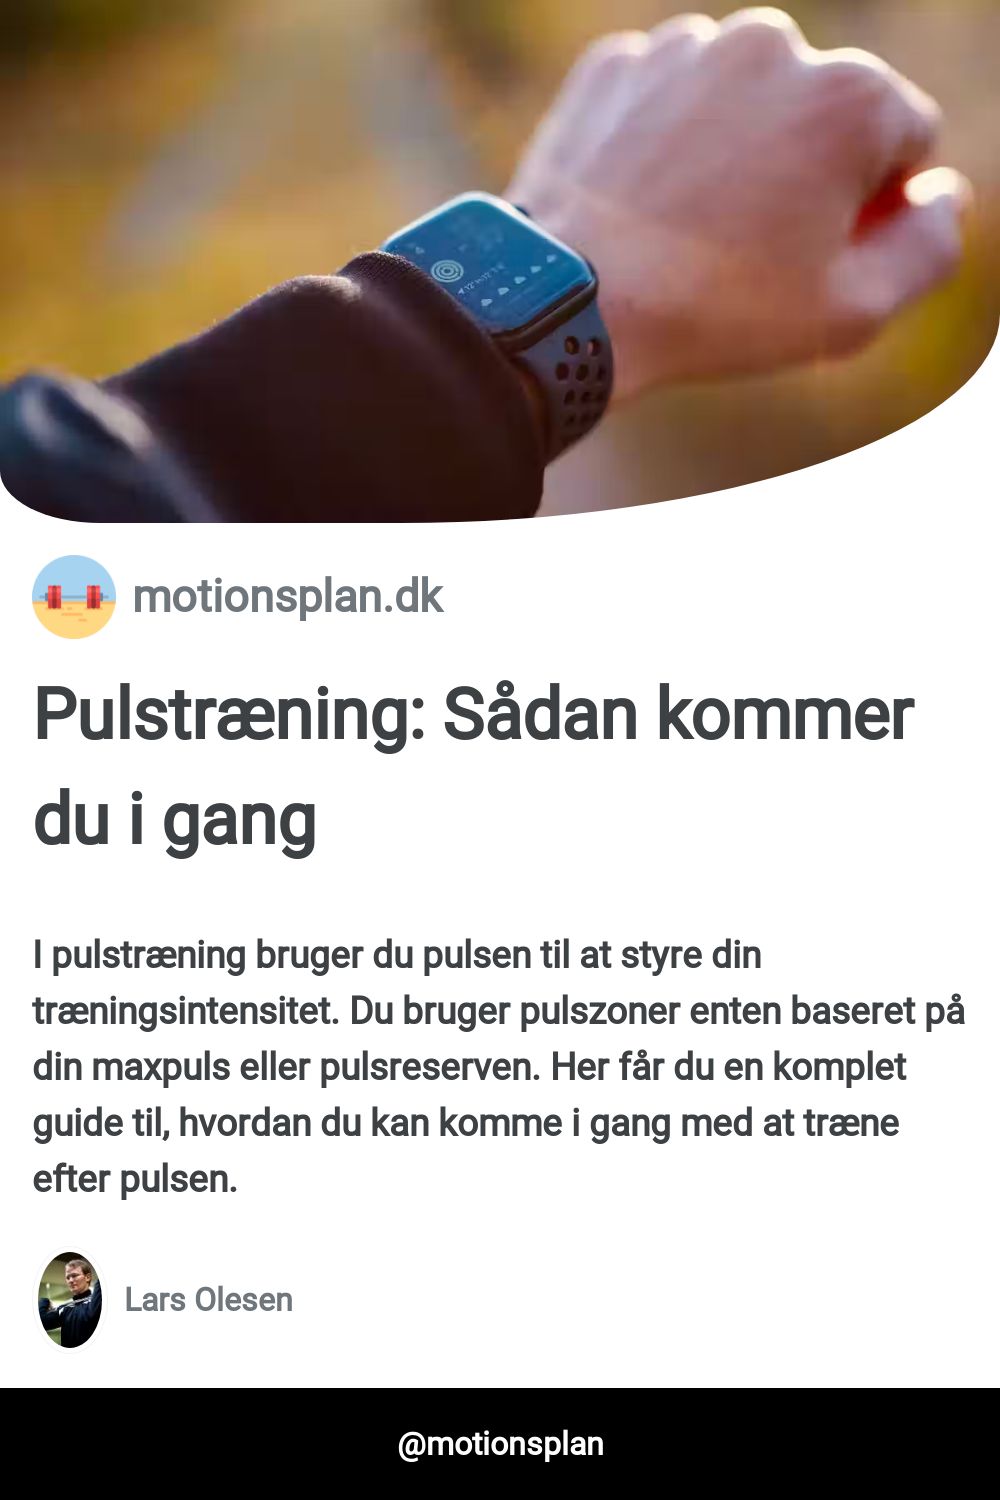 motionsplan.dk
Pulstræning: Sådan kommer
du i gang
I pulstræning bruger du pulsen til at styre din
træningsintensitet. Du bruger pulszoner enten baseret på
din maxpuls eller pulsreserven. Her får du en komplet
guide til, hvordan du kan komme i gang med at træne
efter pulsen.
Lars Olesen
@motionsplan